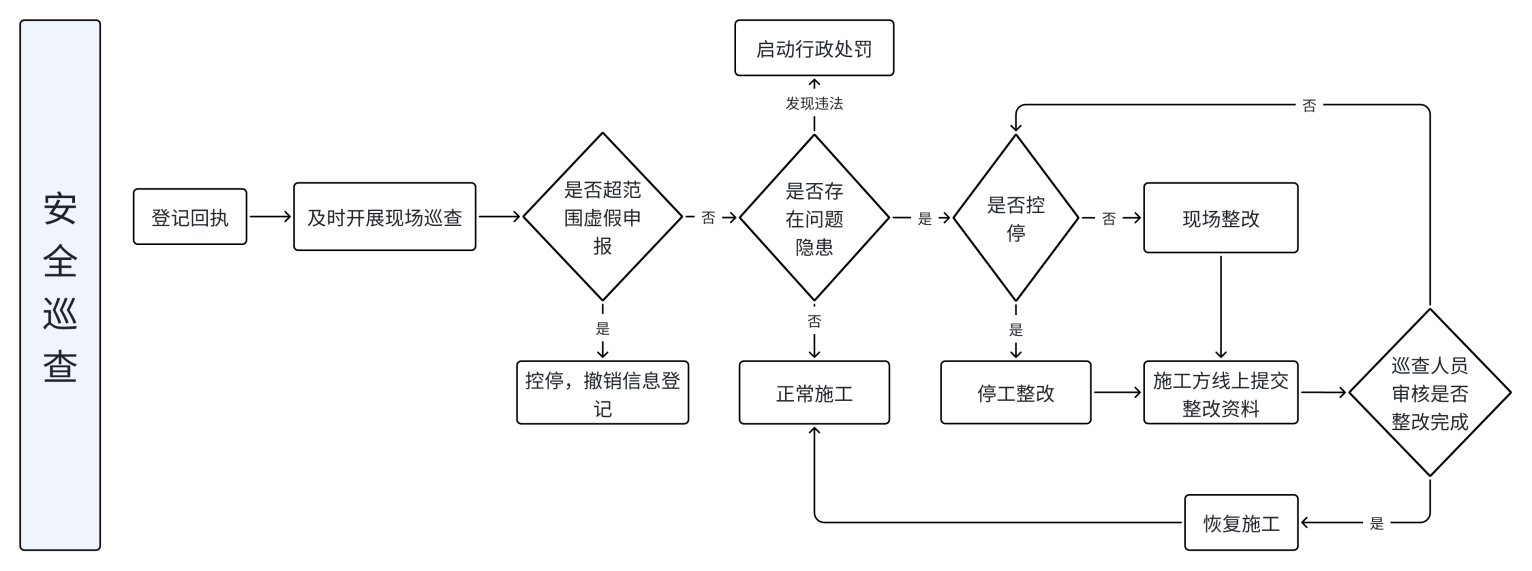 安
全
巡
查
登记回执
及时开展现场巡查
是否超范
围虚假申
报
否
是
控停，撤销信息登
记
启动行政处罚
发现违法
是否存
在问题
隐患
是
否
正常施工
是否控
停
否
是
停工整改
现场整改
施工方线上提交
整改资料
否
巡查人员
审核是否
整改完成
是
恢复施工